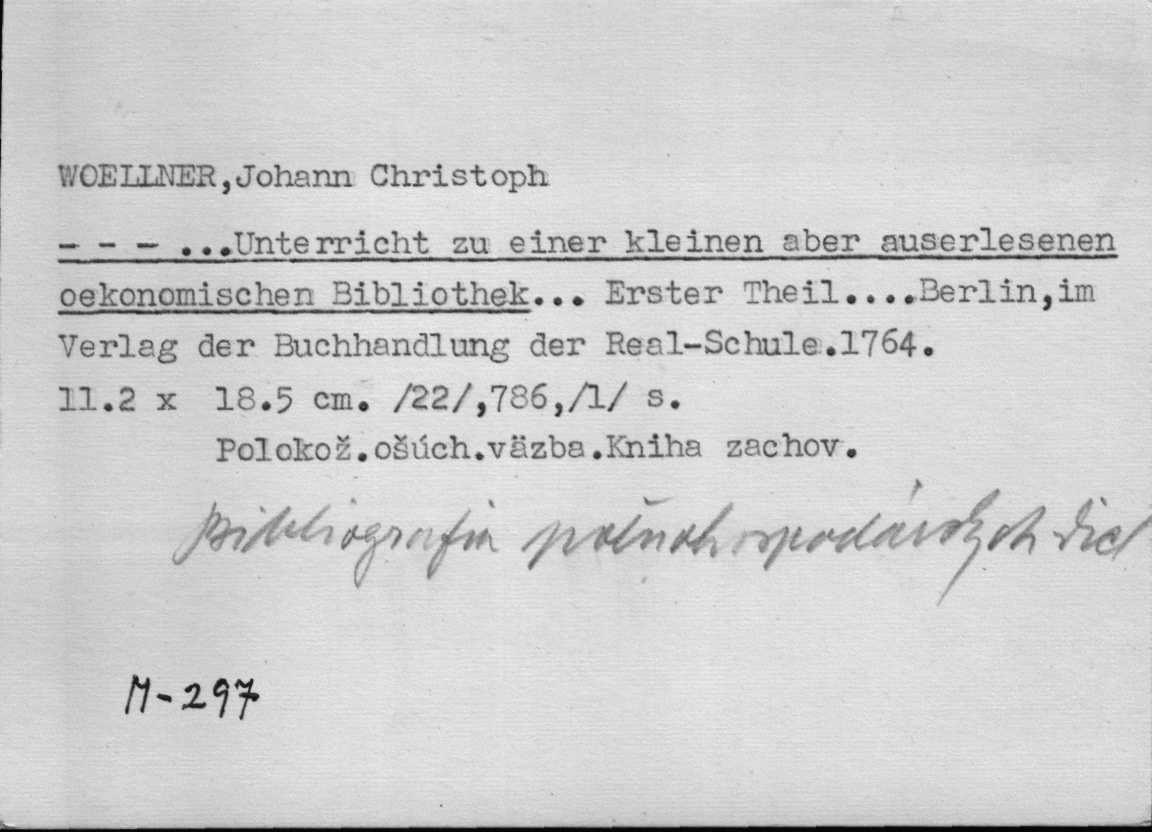 WOELLNER,Johann Christoph
- - - ...Unterricht zu einer kleinen aber auserlesenen
oekonomischen Bibliothek... Erster Theil....Berlin,im
Verlag der Buchhandlung der Real-Schule.1764.
11.2 x 18.5 cm. /22/,786,/1/ s.
Polokož.ošúch.väzba.Kniha zachov.
Bibliografia poľnohospodárskych diel
M-297